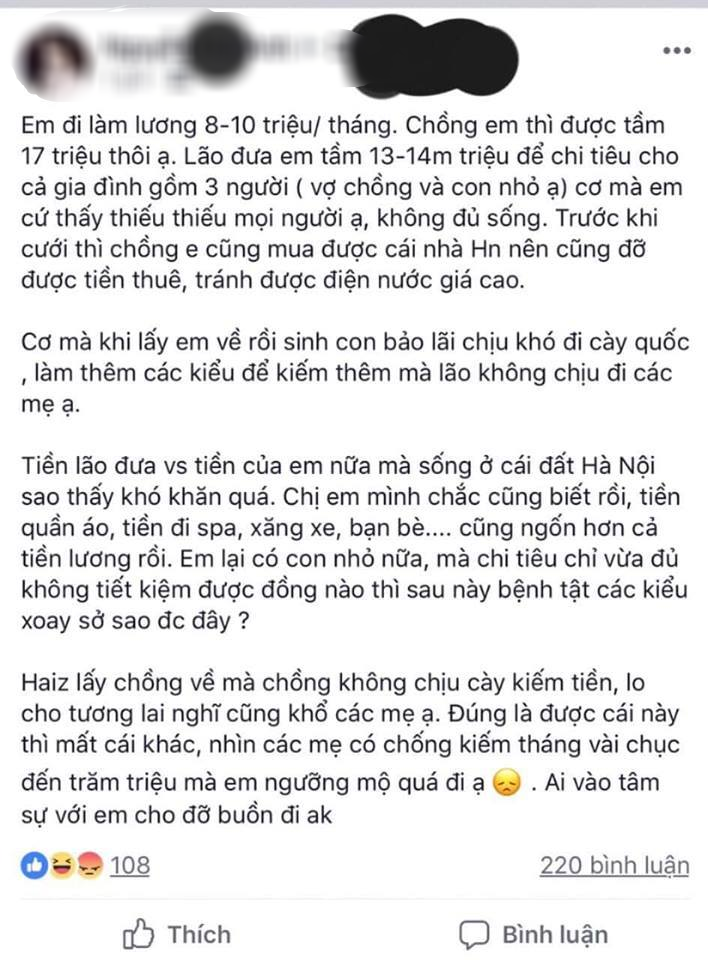 Em đi làm lương 8-10 triệu/ tháng. Chồng em thì được tầm
17 triệu thôi ạ. Lão đưa em tầm 13-14m triệu để chi tiêu cho
cả gia đình gồm 3 người ( vợ chồng và con nhỏ ạ) cơ mà em
cứ thấy thiếu thiếu mọi người ạ, không đủ sống. Trước khi
cưới thì chồng e cũng mua được cái nhà Hn nên cũng đỡ
được tiền thuê, tránh được điện nước giá cao.
Cơ mà khi lấy em về rồi sinh con bảo lãi chịu khó đi cày quốc
, làm thêm các kiểu để kiếm thêm mà lão không chịu đi các
mẹ ạ.
Tiền lão đưa vs tiền của em nữa mà sống ở cái đất Hà Nội
sao thấy khó khăn quá. Chị em mình chắc cũng biết rồi, tiền
quần áo, tiền đi spa, xăng xe, bạn bè.... cũng ngốn hơn cả
tiền lương rồi. Em lại có con nhỏ nữa, mà chi tiêu chỉ vừa đủ
không tiết kiệm được đồng nào thì sau này bệnh tật các kiểu
xoay sở sao đc đây ?
Haiz lấy chồng về mà chồng không chịu cày kiếm tiền, lo
cho tương lai nghĩ cũng khổ các mẹ ạ. Đúng là được cái này
thì mất cái khác, nhìn các mẹ có chống kiếm tháng vài chục
đến trăm triệu mà em ngưỡng mộ quá đi ạ 😞 . Ai vào tâm
sự với em cho đỡ buồn đi ak
108 220 bình luận
Thích Bình luận